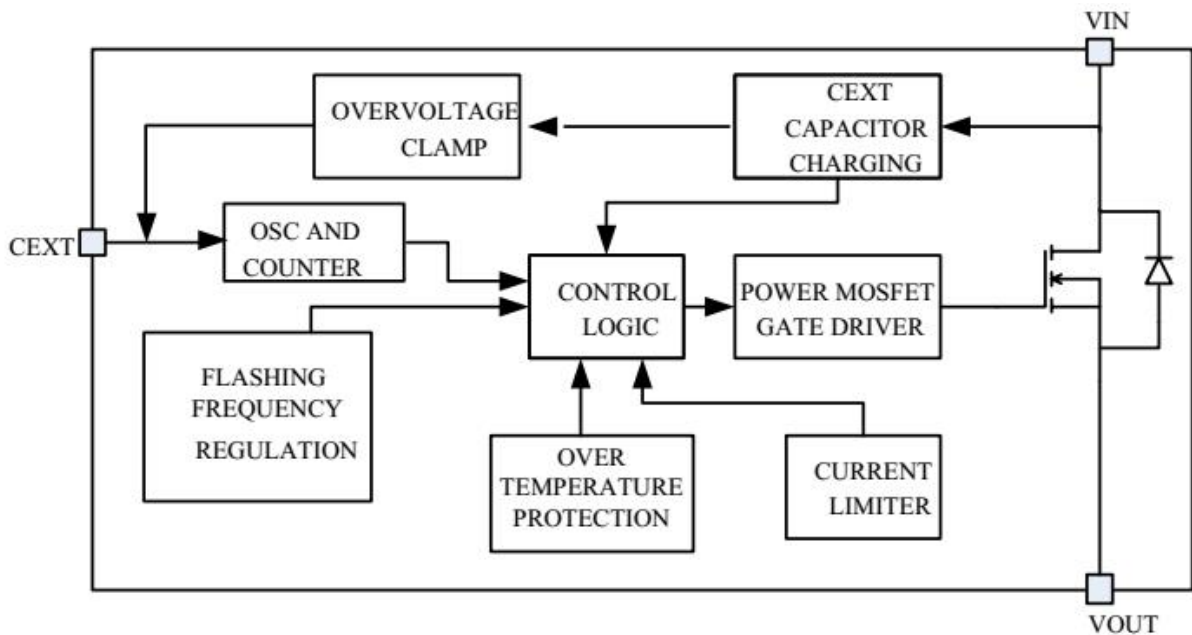 VIN
OVERVOLTAGE
CLAMP
CEXT
CAPACITOR
CHARGING
CEXT
OSC AND
COUNTER
CONTROL
LOGIC
POWER MOSFET
GATE DRIVER
FLASHING
FREQUENCY
REGULATION
OVER
TEMPERATURE
PROTECTION
CURRENT
LIMITER
VOUT